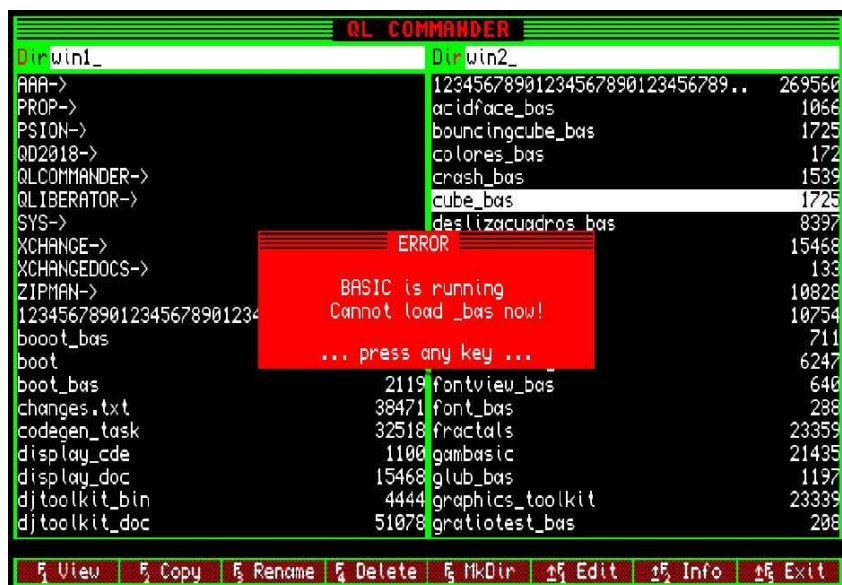 QL COMMANDER
Dir win1_
AAA->
PROP->
PSION->
QD2018->
QLCOMMANDER->
QLIBERATOR->
SYS->
XCHANGE->
XCHANGEDOCS->
ZIPMAN->
123456789012345678901234
booot_bas
boot
boot_bas 2119
changes.txt 38471
codegen_task 32518
display_cde 1100
display_doc 15468
djtoolkit_bin 4444
djtoolkit_doc 51078
Dir win2_
12345678901234567890123456789.. 269560
acidface_bas 1066
bouncingcube_bas 1725
colores_bas 172
crash_bas 1539
cube_bas 1725
deslizacuadros_bas 8397
15468
133
10828
10754
711
6247
fontview_bas 640
font_bas 288
fractals 23359
gambasic 21435
glub_bas 1197
graphics_toolkit 23339
gratiotest_bas 208
ERROR
BASIC is running
Cannot load _bas now!
... press any key ...
F1 View F2 Copy F3 Rename F4 Delete F5 MkDir ↑F1 Edit ↑F2 Info ↑F5 Exit